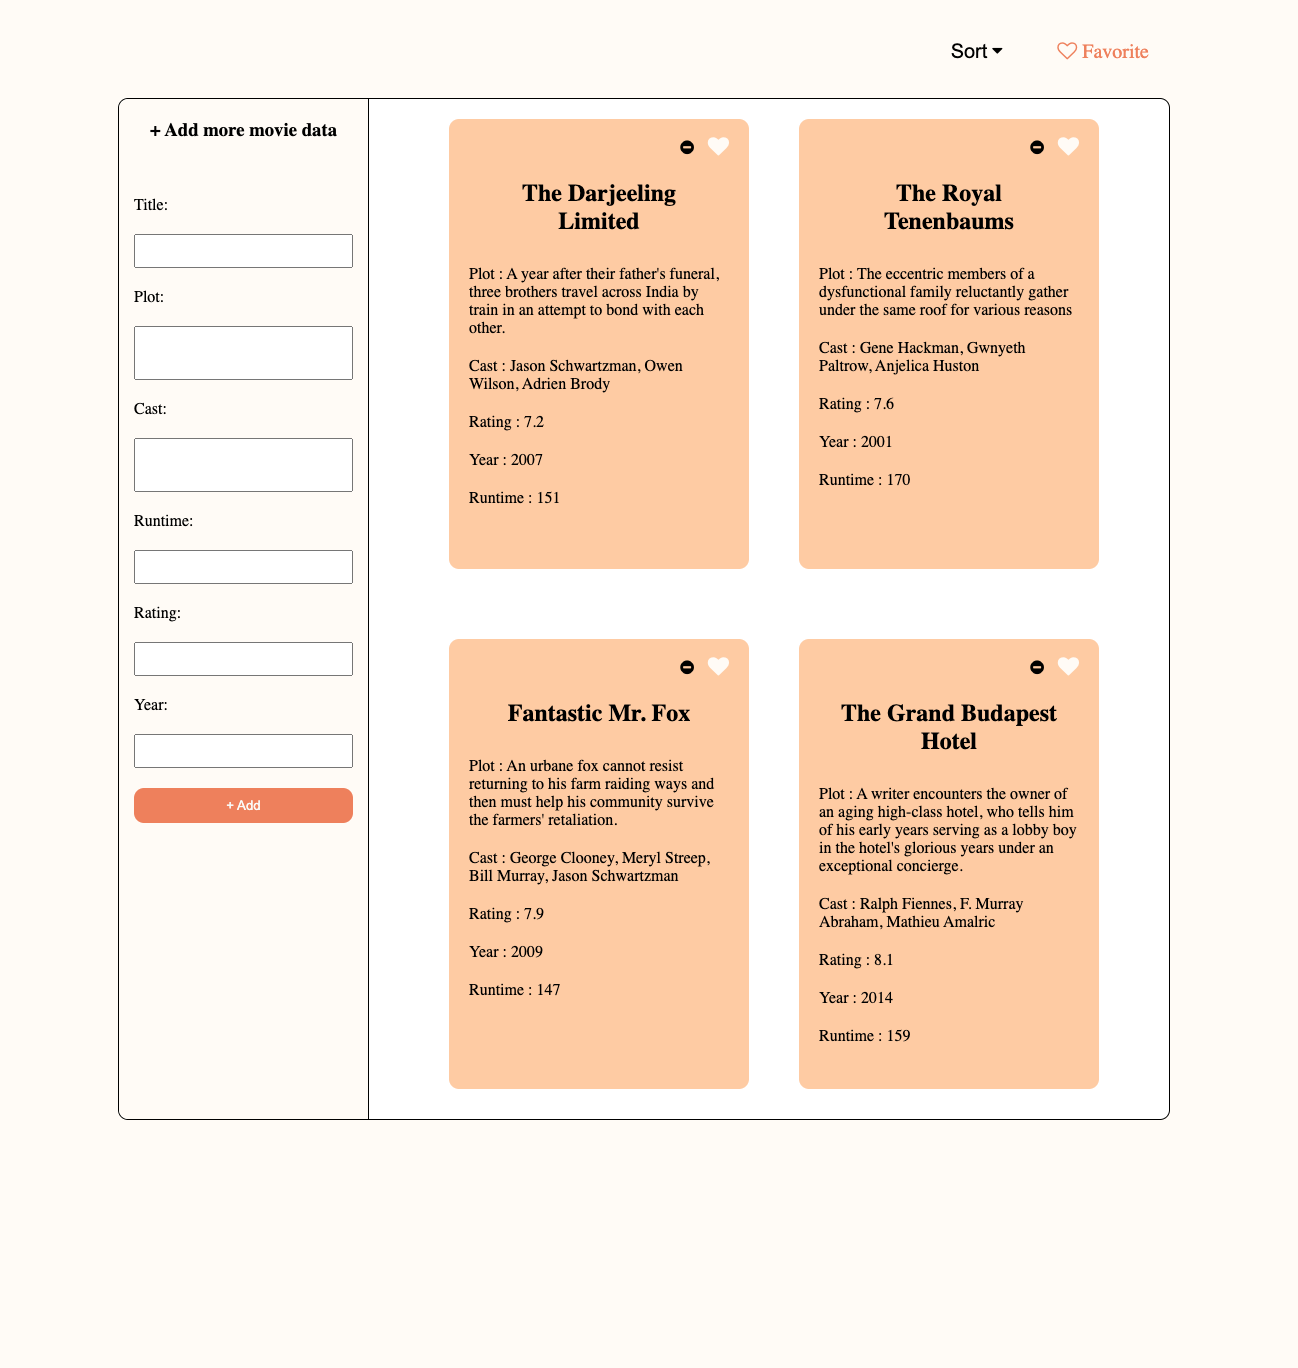 Sort
Favorite
+ Add more movie data
Title:
Plot:
Cast:
Runtime:
Rating:
Year:
+ Add
The Darjeeling
Limited
Plot : A year after their father's funeral,
three brothers travel across India by
train in an attempt to bond with each
other.
Cast : Jason Schwartzman, Owen
Wilson, Adrien Brody
Rating : 7.2
Year : 2007
Runtime : 151
The Royal
Tenenbaums
Plot : The eccentric members of a
dysfunctional family reluctantly gather
under the same roof for various reasons
Cast : Gene Hackman, Gwnyeth
Paltrow, Anjelica Huston
Rating : 7.6
Year : 2001
Runtime : 170
Fantastic Mr. Fox
Plot : An urbane fox cannot resist
returning to his farm raiding ways and
then must help his community survive
the farmers' retaliation.
Cast : George Clooney, Meryl Streep,
Bill Murray, Jason Schwartzman
Rating : 7.9
Year : 2009
Runtime : 147
The Grand Budapest
Hotel
Plot : A writer encounters the owner of
an aging high-class hotel, who tells him
of his early years serving as a lobby boy
in the hotel's glorious years under an
exceptional concierge.
Cast : Ralph Fiennes, F. Murray
Abraham, Mathieu Amalric
Rating : 8.1
Year : 2014
Runtime : 159